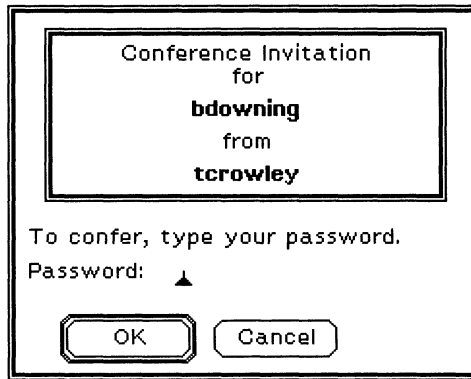 Conference Invitation
for
bdowning
from
tcrowley
To confer, type your password.
Password:
OK
Cancel